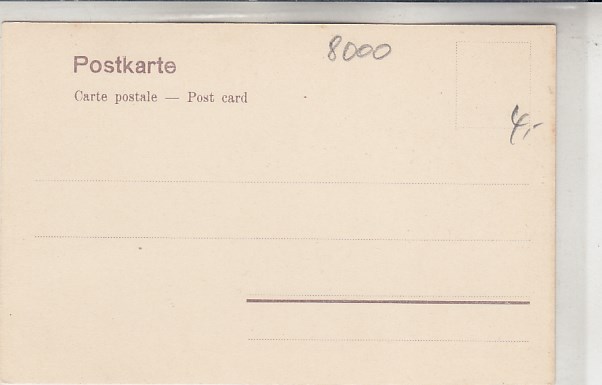 8000
Postkarte
Carte postale — Post card
4,-